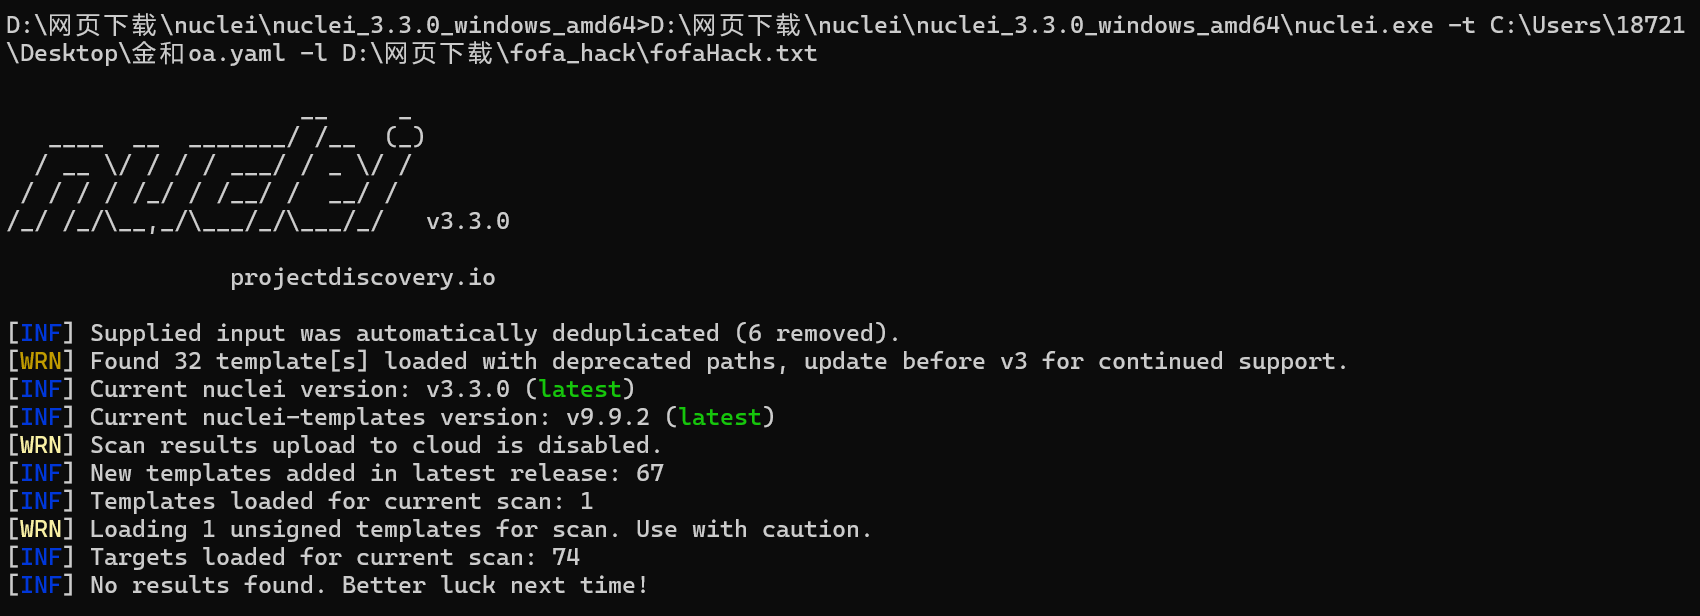 D:\网页下载\nuclei\nuclei_3.3.0_windows_amd64>D:\网页下载\nuclei\nuclei_3.3.0_windows_amd64\nuclei.exe -t C:\Users\18721
\Desktop\金和oa.yaml -l D:\网页下载\fofa_hack\fofaHack.txt
                     __     _
   ____  __  _______/ /__  (_)
  / __ \/ / / / ___/ / _ \/ /
 / / / / /_/ / /__/ /  __/ /
/_/ /_/\__,_/\___/_/\___/_/   v3.3.0
projectdiscovery.io
[INF] Supplied input was automatically deduplicated (6 removed).
[WRN] Found 32 template[s] loaded with deprecated paths, update before v3 for continued support.
[INF] Current nuclei version: v3.3.0 (latest)
[INF] Current nuclei-templates version: v9.9.2 (latest)
[WRN] Scan results upload to cloud is disabled.
[INF] New templates added in latest release: 67
[INF] Templates loaded for current scan: 1
[WRN] Loading 1 unsigned templates for scan. Use with caution.
[INF] Targets loaded for current scan: 74
[INF] No results found. Better luck next time!